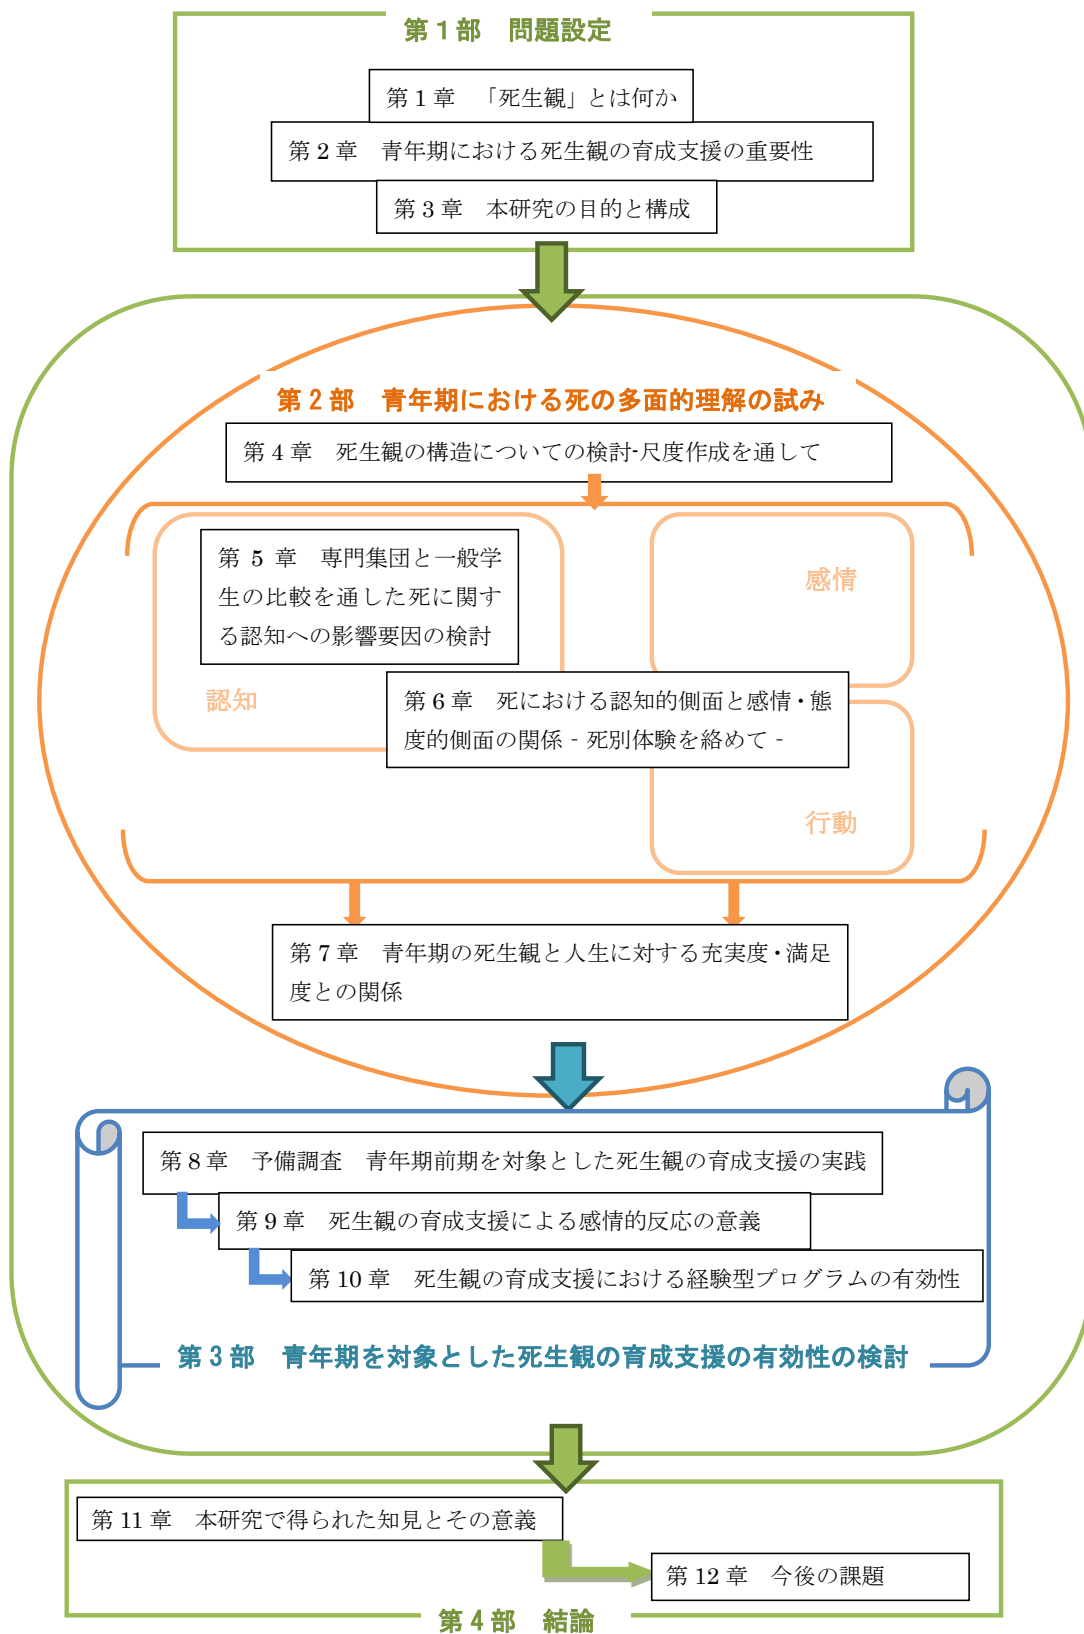 第１部　問題設定
第 1 章　「死生観」とは何か
第 2 章　青年期における死生観の育成支援の重要性
第 3 章　本研究の目的と構成
第 2 部　青年期における死の多面的理解の試み
第 4 章　死生観の構造についての検討-尺度作成を通して
第 5 章　専門集団と一般学
生の比較を通した死に関す
る認知への影響要因の検討
感情
認知
第 6 章　死における認知的側面と感情・態
度的側面の関係 - 死別体験を絡めて -
行動
第 7 章　青年期の死生観と人生に対する充実度・満足
度との関係
第 8 章　予備調査　青年期前期を対象とした死生観の育成支援の実践
第 9 章　死生観の育成支援による感情的反応の意義
第 10 章　死生観の育成支援における経験型プログラムの有効性
第 3 部　青年期を対象とした死生観の育成支援の有効性の検討
第 11 章　本研究で得られた知見とその意義
第 12 章　今後の課題
第 4 部　結論